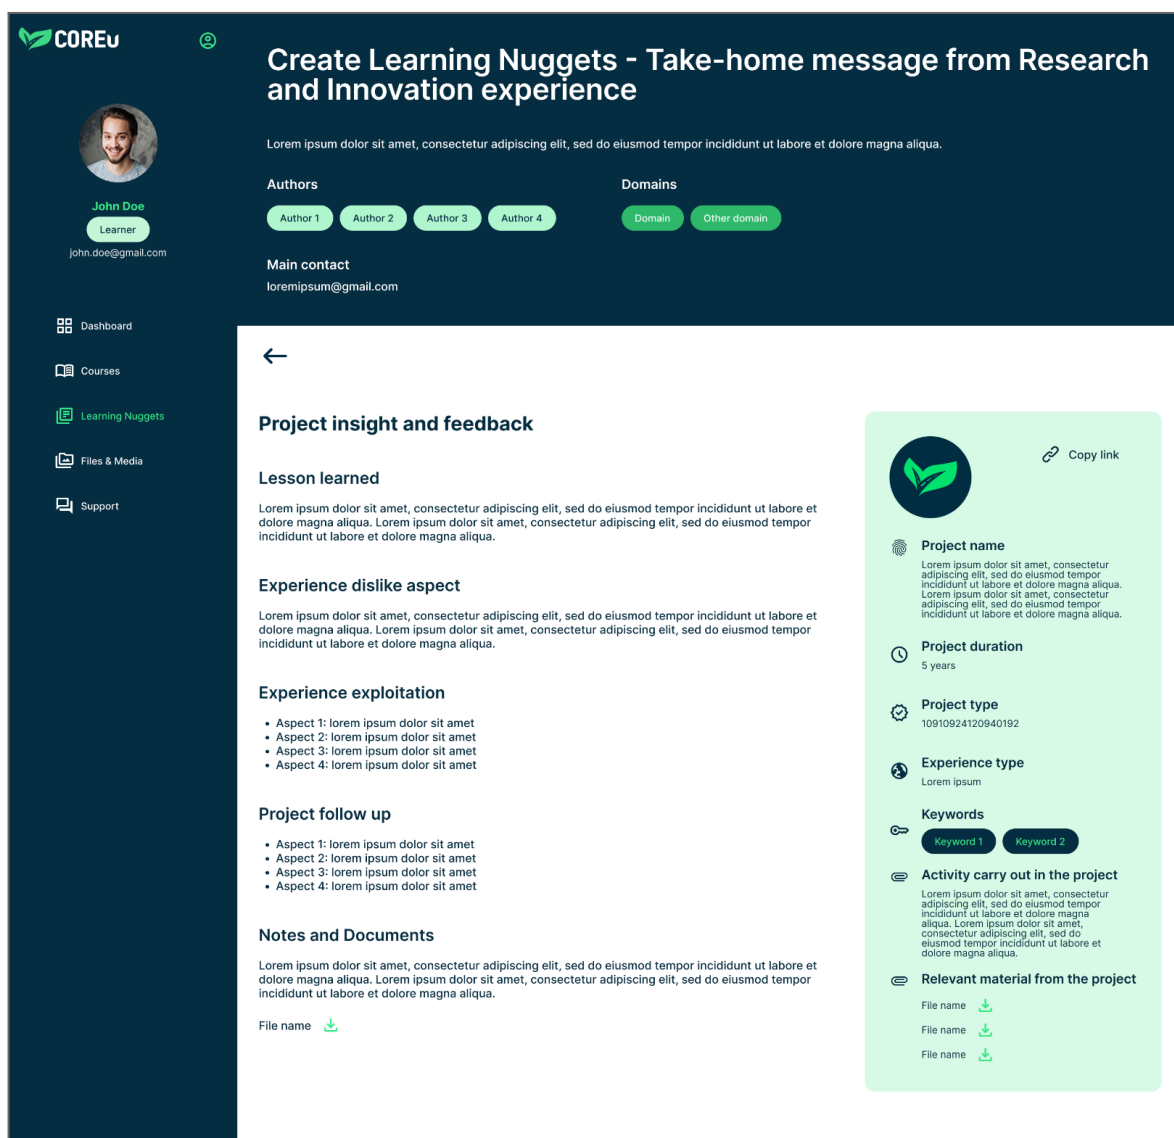 COREu
John Doe
Learner
john.doe@gmail.com
Dashboard
Courses
Learning Nuggets
Files & Media
Support
Create Learning Nuggets - Take-home message from Research
and Innovation experience
Lorem ipsum dolor sit amet, consectetur adipiscing elit, sed do eiusmod tempor incididunt ut labore et dolore magna aliqua.
Authors
Author 1 Author 2 Author 3 Author 4
Domains
Domain Other domain
Main contact
loremipsum@gmail.com
Project insight and feedback
Lesson learned
Lorem ipsum dolor sit amet, consectetur adipiscing elit, sed do eiusmod tempor incididunt ut labore et
dolore magna aliqua. Lorem ipsum dolor sit amet, consectetur adipiscing elit, sed do eiusmod tempor
incididunt ut labore et dolore magna aliqua.
Experience dislike aspect
Lorem ipsum dolor sit amet, consectetur adipiscing elit, sed do eiusmod tempor incididunt ut labore et
dolore magna aliqua. Lorem ipsum dolor sit amet, consectetur adipiscing elit, sed do eiusmod tempor
incididunt ut labore et dolore magna aliqua.
Experience exploitation
• Aspect 1: lorem ipsum dolor sit amet
• Aspect 2: lorem ipsum dolor sit amet
• Aspect 3: lorem ipsum dolor sit amet
• Aspect 4: lorem ipsum dolor sit amet
Project follow up
• Aspect 1: lorem ipsum dolor sit amet
• Aspect 2: lorem ipsum dolor sit amet
• Aspect 3: lorem ipsum dolor sit amet
• Aspect 4: lorem ipsum dolor sit amet
Notes and Documents
Lorem ipsum dolor sit amet, consectetur adipiscing elit, sed do eiusmod tempor incididunt ut labore et
dolore magna aliqua. Lorem ipsum dolor sit amet, consectetur adipiscing elit, sed do eiusmod tempor
incididunt ut labore et dolore magna aliqua.
File name
Copy link
Project name
Lorem ipsum dolor sit amet, consectetur
adipiscing elit, sed do eiusmod tempor
incididunt ut labore et dolore magna aliqua.
Lorem ipsum dolor sit amet, consectetur
adipiscing elit, sed do eiusmod tempor
incididunt ut labore et dolore magna aliqua.
Project duration
5 years
Project type
10910924120940192
Experience type
Lorem ipsum
Keywords
Keyword 1 Keyword 2
Activity carry out in the project
Lorem ipsum dolor sit amet, consectetur
adipiscing elit, sed do eiusmod tempor
incididunt ut labore et dolore magna
aliqua. Lorem ipsum dolor sit amet,
consectetur adipiscing elit, sed do
eiusmod tempor incididunt ut labore et
dolore magna aliqua.
Relevant material from the project
File name
File name
File name